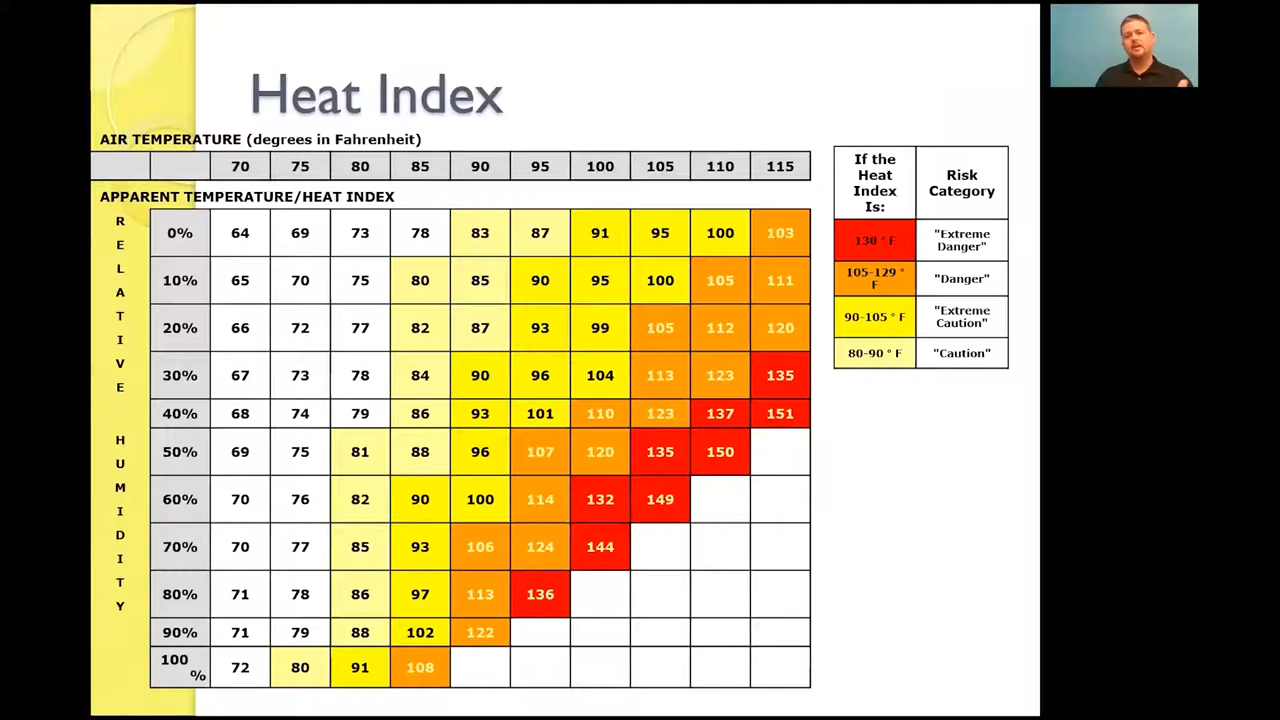 Heat Index
AIR TEMPERATURE (degrees in Fahrenheit)
70 75 80 85 90 95 100 105 110 115
APPARENT TEMPERATURE/HEAT INDEX
RELATIVE HUMIDITY
0% 64 69 73 78 83 87 91 95 100 103
10% 65 70 75 80 85 90 95 100 105 111
20% 66 72 77 82 87 93 99 105 112 120
30% 67 73 78 84 90 96 104 113 123 135
40% 68 74 79 86 93 101 110 123 137 151
50% 69 75 81 88 96 107 120 135 150
60% 70 76 82 90 100 114 132 149
70% 70 77 85 93 106 124 144
80% 71 78 86 97 113 136
90% 71 79 88 102 122
100 % 72 80 91 108
If the
Heat
Index
Is:
Risk
Category
130 ° F
"Extreme
Danger"
105-129 °
F
"Danger"
90-105 ° F
"Extreme
Caution"
80-90 ° F
"Caution"